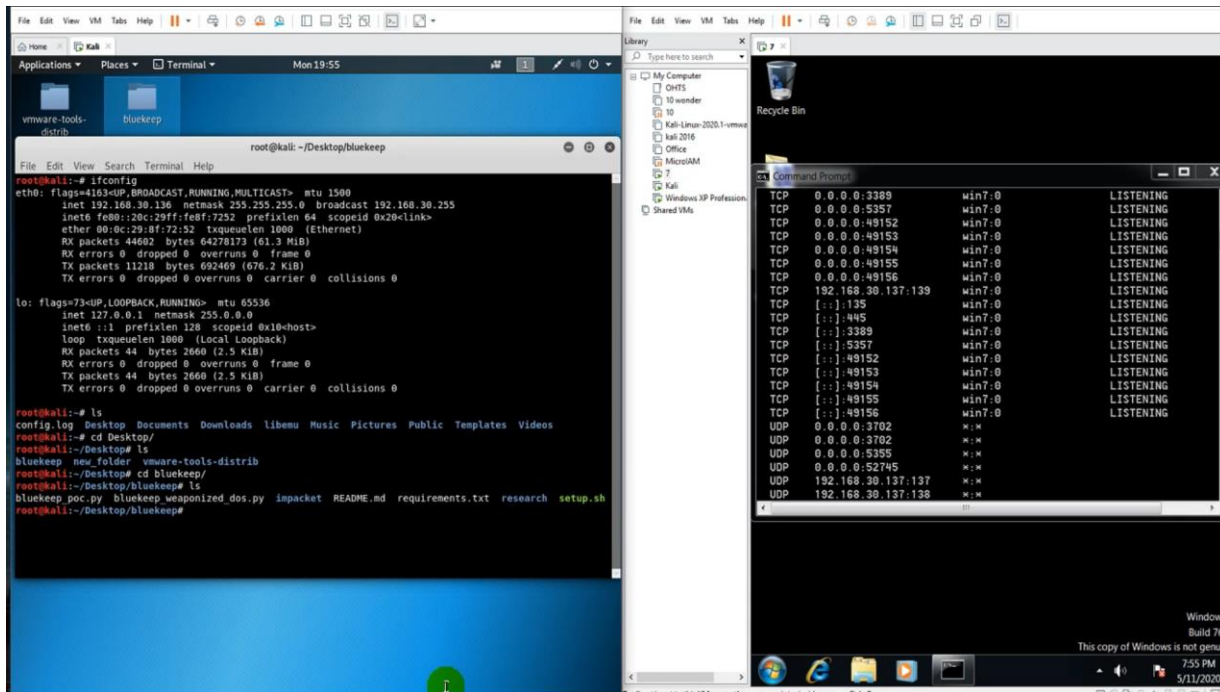 File Edit View VM Tabs Help
Home
Kali
Applications Places Terminal Mon 19:55 1
vmware-tools-distrib
bluekeep
root@kali: ~/Desktop/bluekeep
File Edit View Search Terminal Help
root@kali:~# ifconfig
eth0: flags=4163<UP,BROADCAST,RUNNING,MULTICAST> mtu 1500
inet 192.168.30.136 netmask 255.255.255.0 broadcast 192.168.30.255
inet6 fe80::20c:29ff:fe8f:7252 prefixlen 64 scopeid 0x20<link>
ether 00:0c:29:8f:72:52 txqueuelen 1000 (Ethernet)
RX packets 44602 bytes 64278173 (61.3 MiB)
RX errors 0 dropped 0 overruns 0 frame 0
TX packets 11218 bytes 692469 (676.2 KiB)
TX errors 0 dropped 0 overruns 0 carrier 0 collisions 0
lo: flags=73<UP,LOOPBACK,RUNNING> mtu 65536
inet 127.0.0.1 netmask 255.0.0.0
inet6 ::1 prefixlen 128 scopeid 0x10<host>
loop txqueuelen 1000 (Local Loopback)
RX packets 44 bytes 2660 (2.5 KiB)
RX errors 0 dropped 0 overruns 0 frame 0
TX packets 44 bytes 2660 (2.5 KiB)
TX errors 0 dropped 0 overruns 0 carrier 0 collisions 0
root@kali:~# ls
config.log Desktop Documents Downloads libemu Music Pictures Public Templates Videos
root@kali:~# cd Desktop/
root@kali:~/Desktop# ls
bluekeep new_folder vmware-tools-distrib
root@kali:~/Desktop# cd bluekeep/
root@kali:~/Desktop/bluekeep# ls
bluekeep_poc.py bluekeep_weaponized_dos.py impacket README.md requirements.txt research setup.sh
root@kali:~/Desktop/bluekeep#
File Edit View VM Tabs Help
Library
Type here to search
My Computer
OHTS
10 wonder
10
Kali-Linux-2020.1-vmwa
kali 2016
Office
MicrelAM
7
Kali
Windows XP Profession
Shared VMs
7
Recycle Bin
Command Prompt
TCP 0.0.0.0:3389 win7:0 LISTENING
TCP 0.0.0.0:5357 win7:0 LISTENING
TCP 0.0.0.0:49152 win7:0 LISTENING
TCP 0.0.0.0:49153 win7:0 LISTENING
TCP 0.0.0.0:49154 win7:0 LISTENING
TCP 0.0.0.0:49155 win7:0 LISTENING
TCP 0.0.0.0:49156 win7:0 LISTENING
TCP 192.168.30.137:139 win7:0 LISTENING
TCP [::]:135 win7:0 LISTENING
TCP [::]:445 win7:0 LISTENING
TCP [::]:3389 win7:0 LISTENING
TCP [::]:5357 win7:0 LISTENING
TCP [::]:49152 win7:0 LISTENING
TCP [::]:49153 win7:0 LISTENING
TCP [::]:49154 win7:0 LISTENING
TCP [::]:49155 win7:0 LISTENING
TCP [::]:49156 win7:0 LISTENING
UDP 0.0.0.0:3702 *:*
UDP 0.0.0.0:3702 *:*
UDP 0.0.0.0:5355 *:*
UDP 0.0.0.0:52745 *:*
UDP 192.168.30.137:137 *:*
UDP 192.168.30.137:138 *:*
Window
Build 7
This copy of Windows is not genu
7:55 PM
5/11/2020